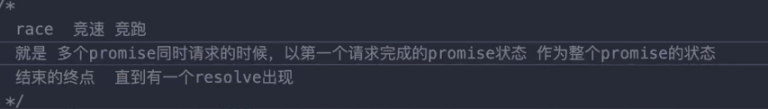 /*
race 竞速 竞跑
就是 多个promise同时请求的时候，以第一个请求完成的promise状态 作为整个promise的状态
结束的终点 直到有一个resolve出现
*/